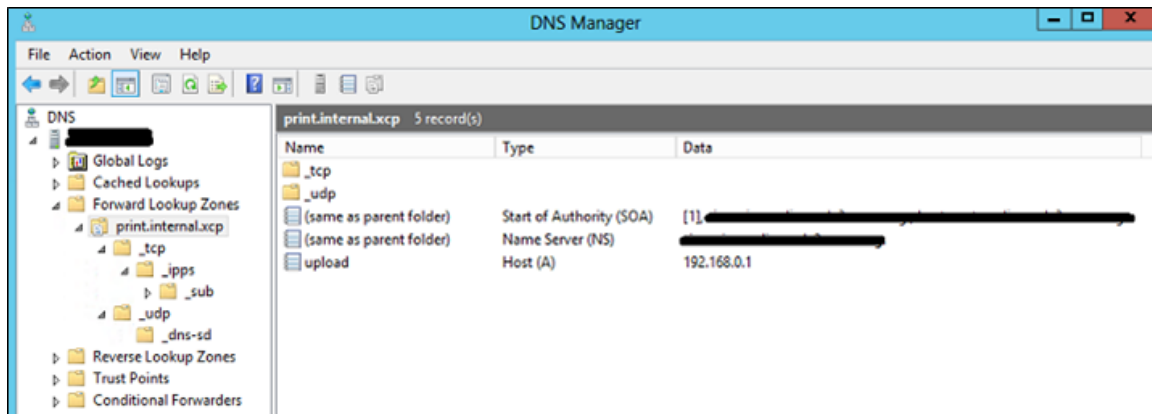 DNS Manager
File Action View Help
DNS
Global Logs
Cached Lookups
Forward Lookup Zones
print.internal.xcp
_tcp
_ipps
_sub
_udp
_dns-sd
Reverse Lookup Zones
Trust Points
Conditional Forwarders
print.internal.xcp 5 record(s)
Name Type Data
_tcp
_udp
(same as parent folder) Start of Authority (SOA) [1],
(same as parent folder) Name Server (NS)
upload Host (A) 192.168.0.1